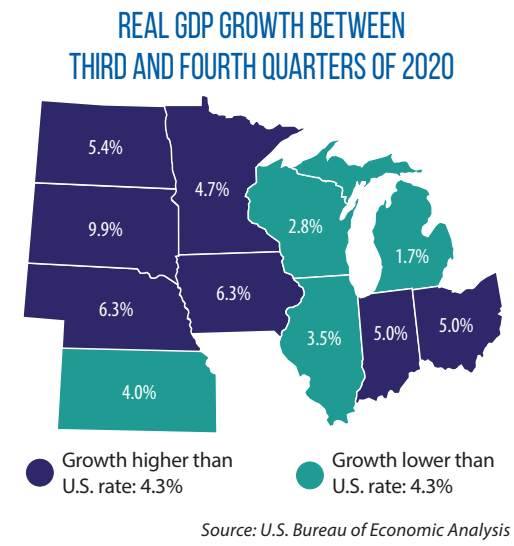 REAL GDP GROWTH BETWEEN
THIRD AND FOURTH QUARTERS OF 2020
5.4%
4.7%
9.9%
2.8%
1.7%
6.3%
6.3%
3.5%
5.0%
5.0%
4.0%
Growth higher than
U.S. rate: 4.3%
Growth lower than
U.S. rate: 4.3%
Source: U.S. Bureau of Economic Analysis